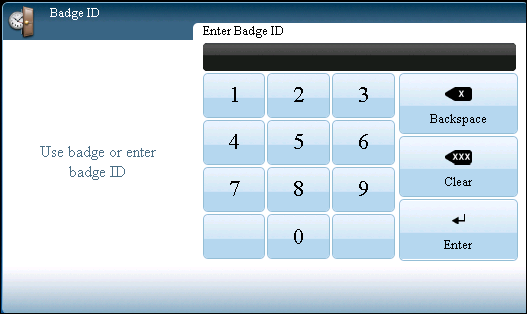 Badge ID
Enter Badge ID
Use badge or enter
badge ID
1 2 3
4 5 6
7 8 9
0
X
Backspace
XXX
Clear
Enter